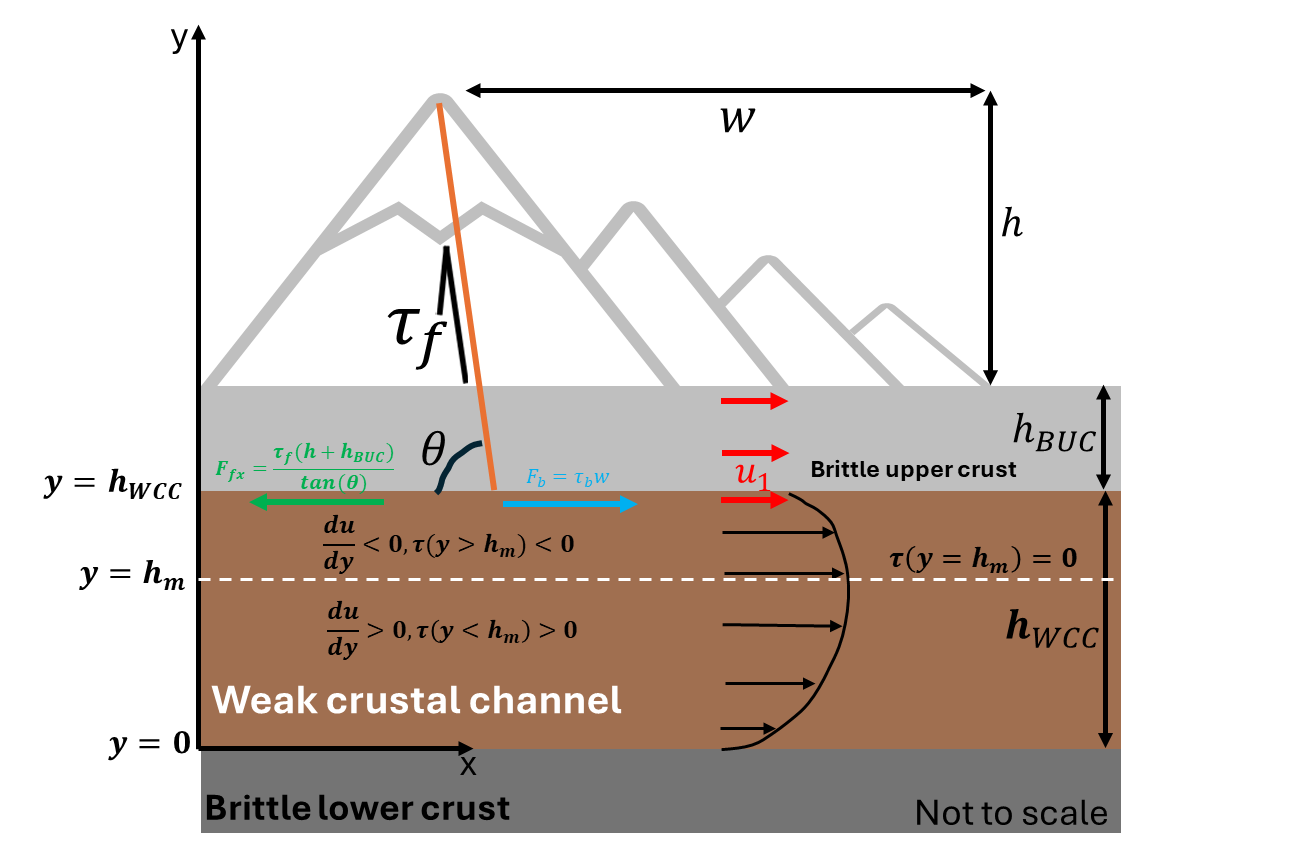 y
w
h
τ_f
h_BUC
θ
F_fx = τ_f(h + h_BUC) / tan(θ)
F_b = τ_b w
u_1
Brittle upper crust
y = h_WCC
du/dy < 0, τ(y > h_m) < 0
τ(y = h_m) = 0
y = h_m
du/dy > 0, τ(y < h_m) > 0
h_WCC
Weak crustal channel
y = 0
x
Brittle lower crust
Not to scale